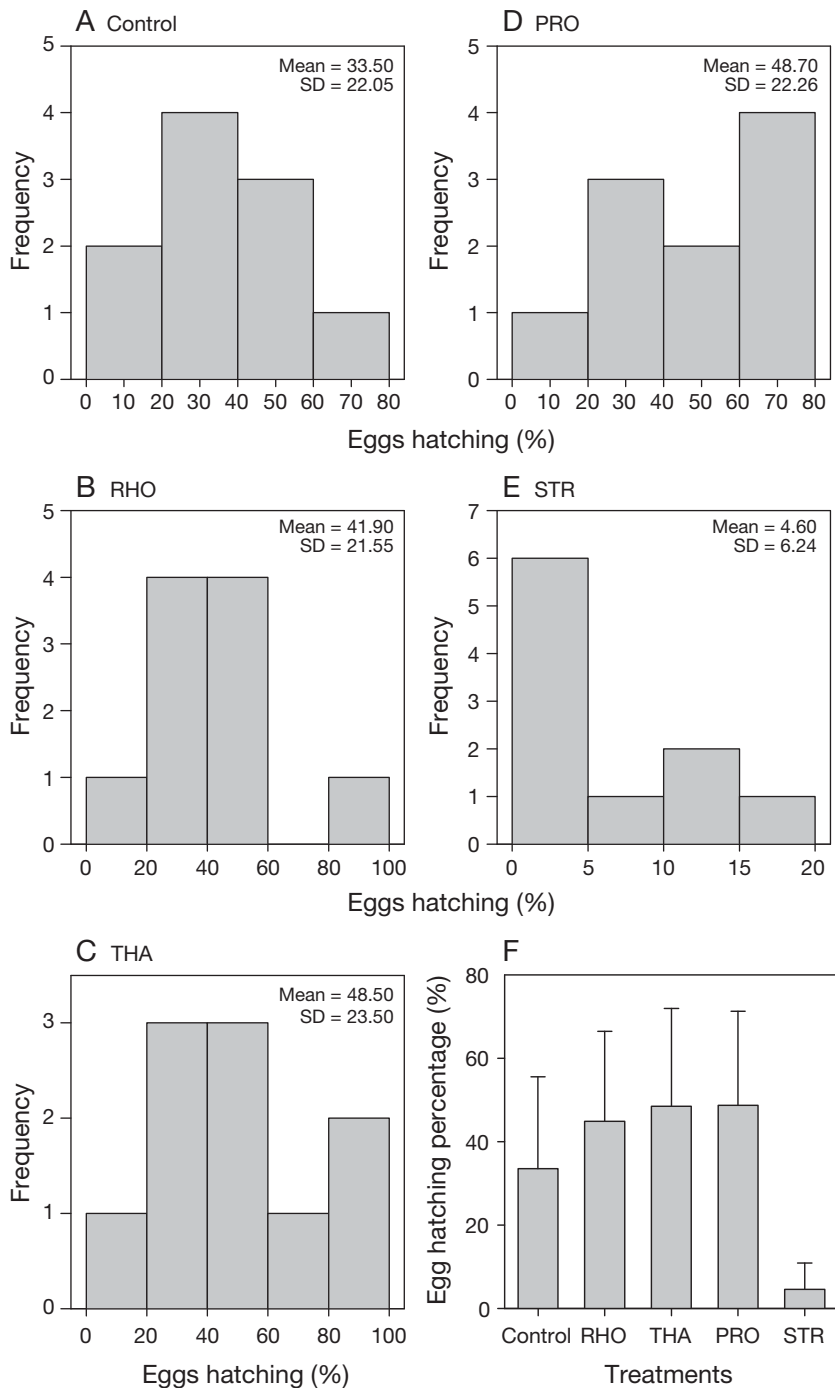 A Control
Mean = 33.50
SD = 22.05
Frequency
5
4
3
2
1
0
0 10 20 30 40 50 60 70 80
D PRO
Mean = 48.70
SD = 22.26
Frequency
5
4
3
2
1
0
0 10 20 30 40 50 60 70 80
Eggs hatching (%)
B RHO
Mean = 41.90
SD = 21.55
Frequency
5
4
3
2
1
0
0 20 40 60 80 100
E STR
Mean = 4.60
SD = 6.24
Frequency
7
6
5
4
3
2
1
0
0 5 10 15 20
Eggs hatching (%)
C THA
Mean = 48.50
SD = 23.50
Frequency
3
2
1
0
0 20 40 60 80 100
Eggs hatching (%)
F
Egg hatching percentage (%)
80
60
40
20
0
Control RHO THA PRO STR
Treatments